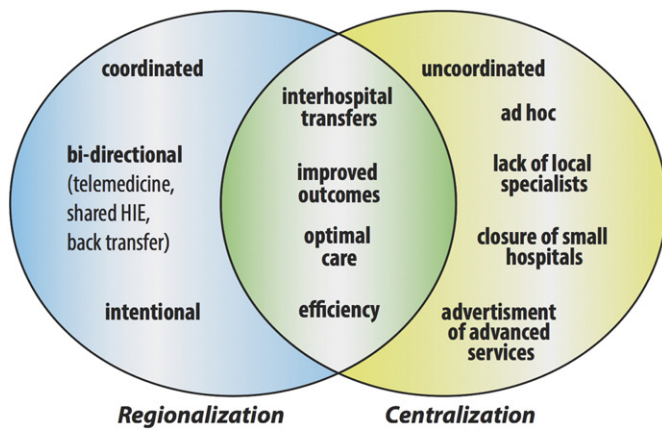 coordinated
bi-directional
(telemedicine,
shared HIE,
back transfer)
intentional
interhospital
transfers
improved
outcomes
optimal
care
efficiency
uncoordinated
ad hoc
lack of local
specialists
closure of small
hospitals
advertisment
of advanced
services
Regionalization
Centralization